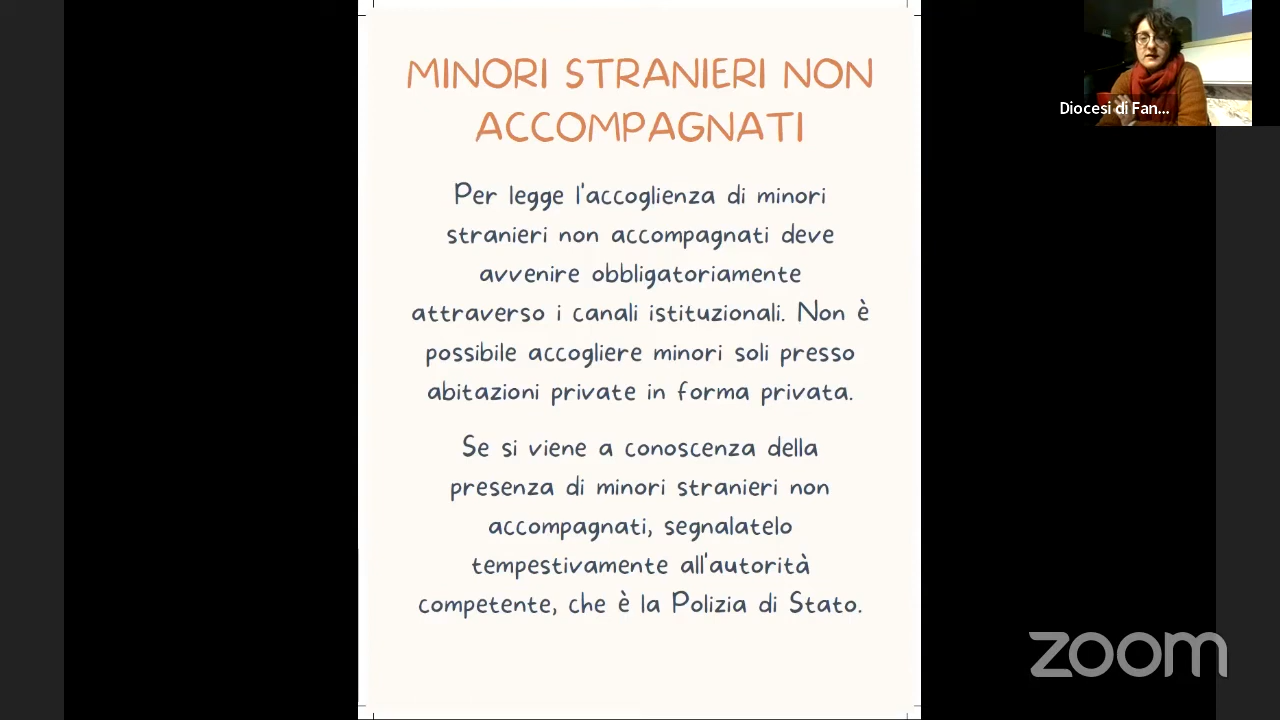 MINORI STRANIERI NON
ACCOMPAGNATI
Per legge l'accoglienza di minori
stranieri non accompagnati deve
avvenire obbligatoriamente
attraverso i canali istituzionali. Non è
possibile accogliere minori soli presso
abitazioni private in forma privata.
Se si viene a conoscenza della
presenza di minori stranieri non
accompagnati, segnalatelo
tempestivamente all'autorità
competente, che è la Polizia di Stato.
Diocesi di Fan...
zoom